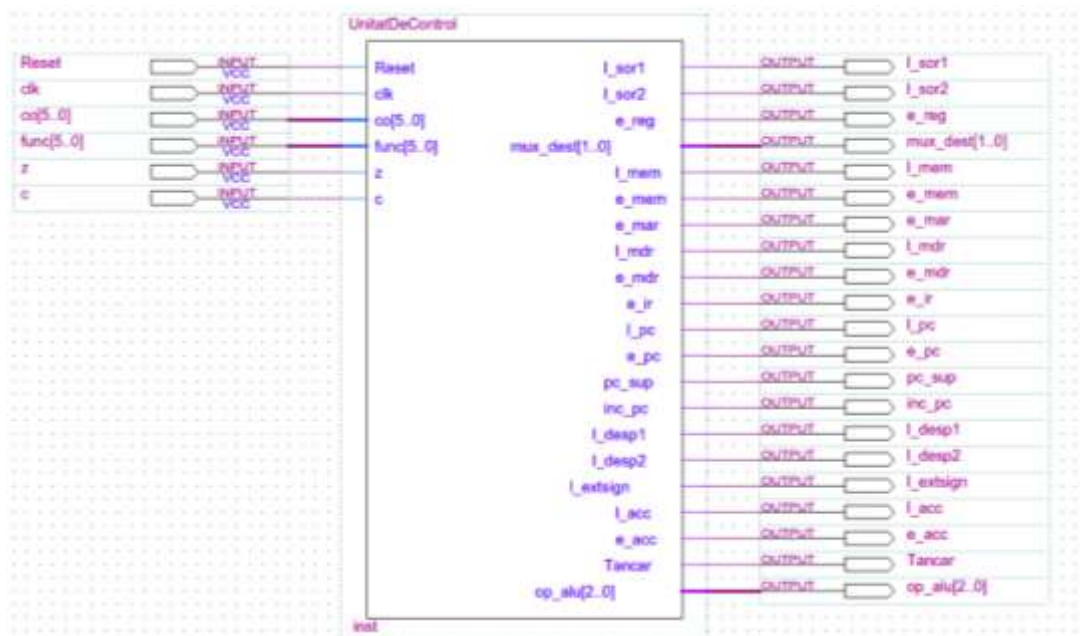 UnitatDeControl
Reset INPUT VCC Reset l_sor1 OUTPUT l_sor1
clk INPUT VCC clk l_sor2 OUTPUT l_sor2
co[5..0] INPUT VCC co[5..0] e_reg OUTPUT e_reg
func[5..0] INPUT VCC func[5..0] mux_dest[1..0] OUTPUT mux_dest[1..0]
z INPUT VCC z l_mem OUTPUT l_mem
c INPUT VCC c e_mem OUTPUT e_mem
e_mar OUTPUT e_mar
l_mdr OUTPUT l_mdr
e_mdr OUTPUT e_mdr
e_ir OUTPUT e_ir
l_pc OUTPUT l_pc
e_pc OUTPUT e_pc
pc_sup OUTPUT pc_sup
inc_pc OUTPUT inc_pc
l_desp1 OUTPUT l_desp1
l_desp2 OUTPUT l_desp2
l_extsign OUTPUT l_extsign
l_acc OUTPUT l_acc
e_acc OUTPUT e_acc
Tancar OUTPUT Tancar
op_alu[2..0] OUTPUT op_alu[2..0]
inst